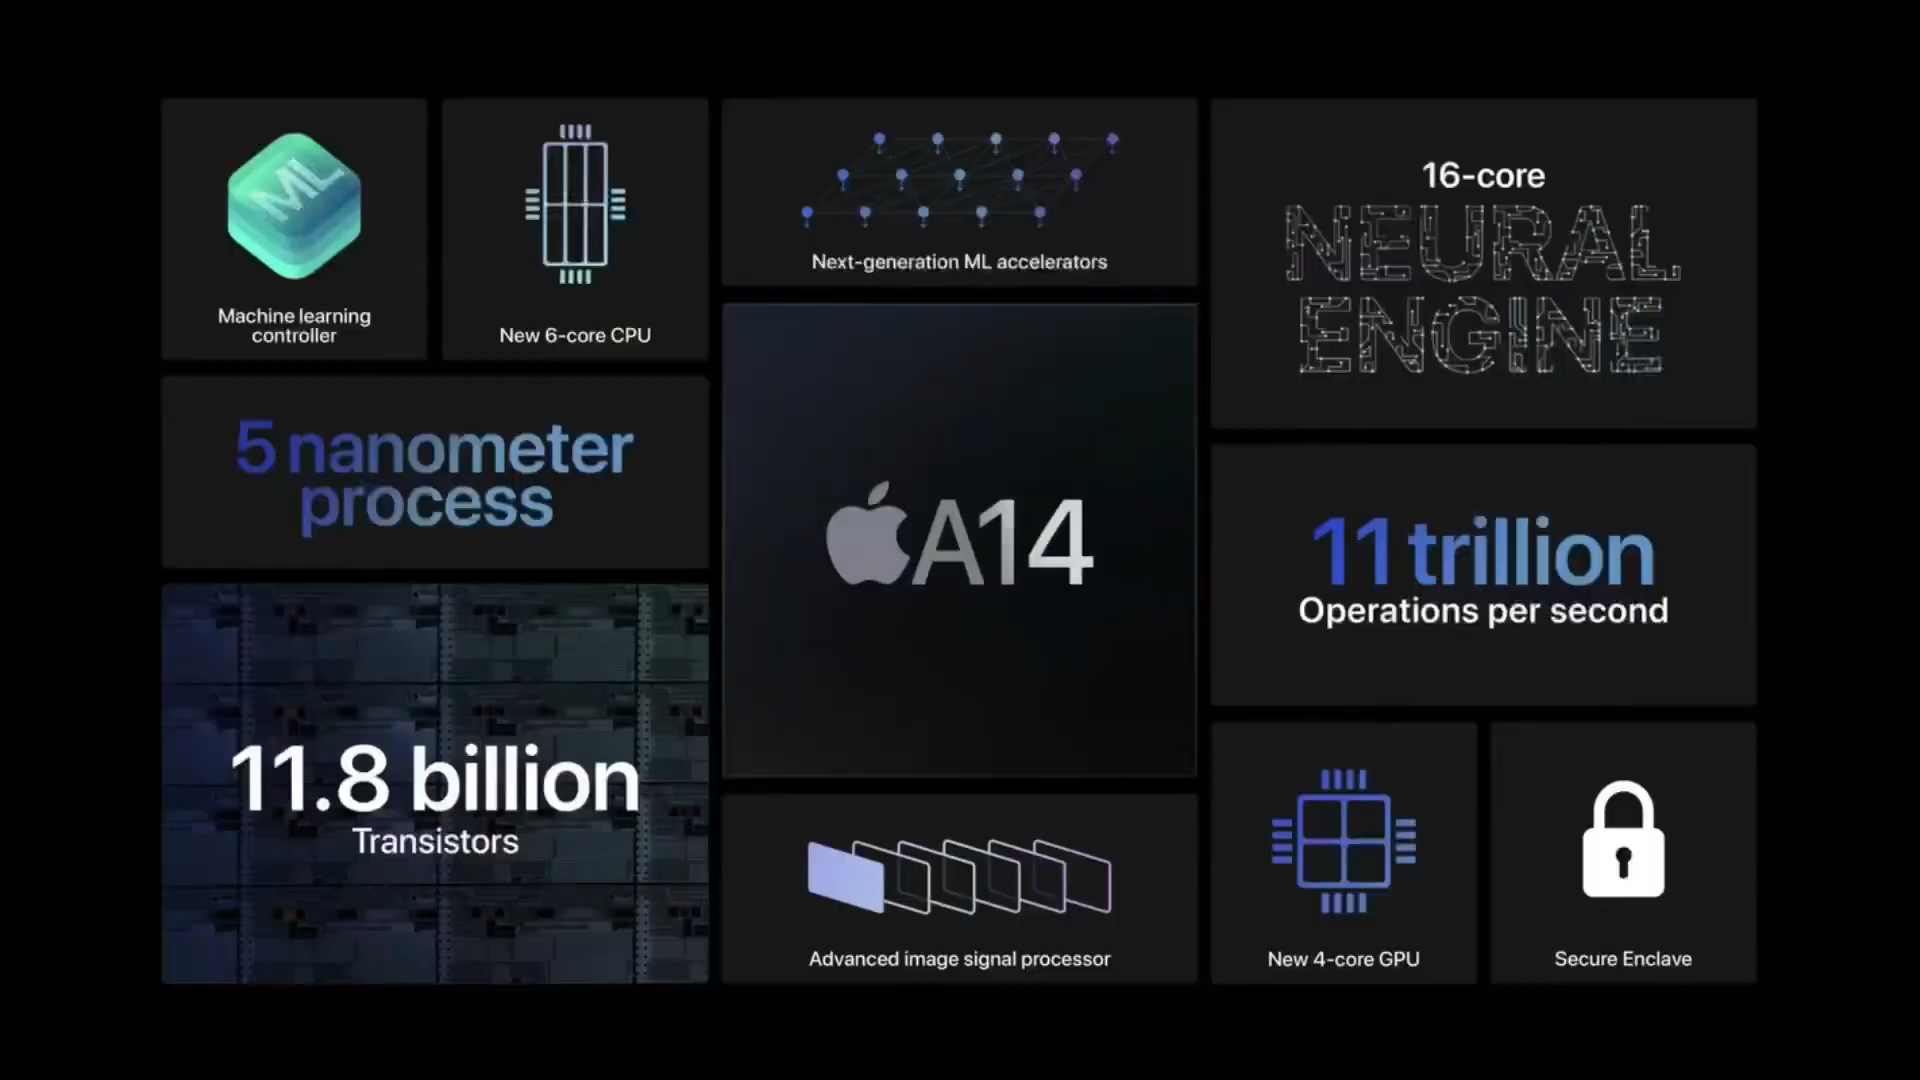 ML
Machine learning
controller
New 6-core CPU
Next-generation ML accelerators
16-core
NEURAL
ENGINE
5 nanometer
process
A14
11 trillion
Operations per second
11.8 billion
Transistors
Advanced image signal processor
New 4-core GPU
Secure Enclave